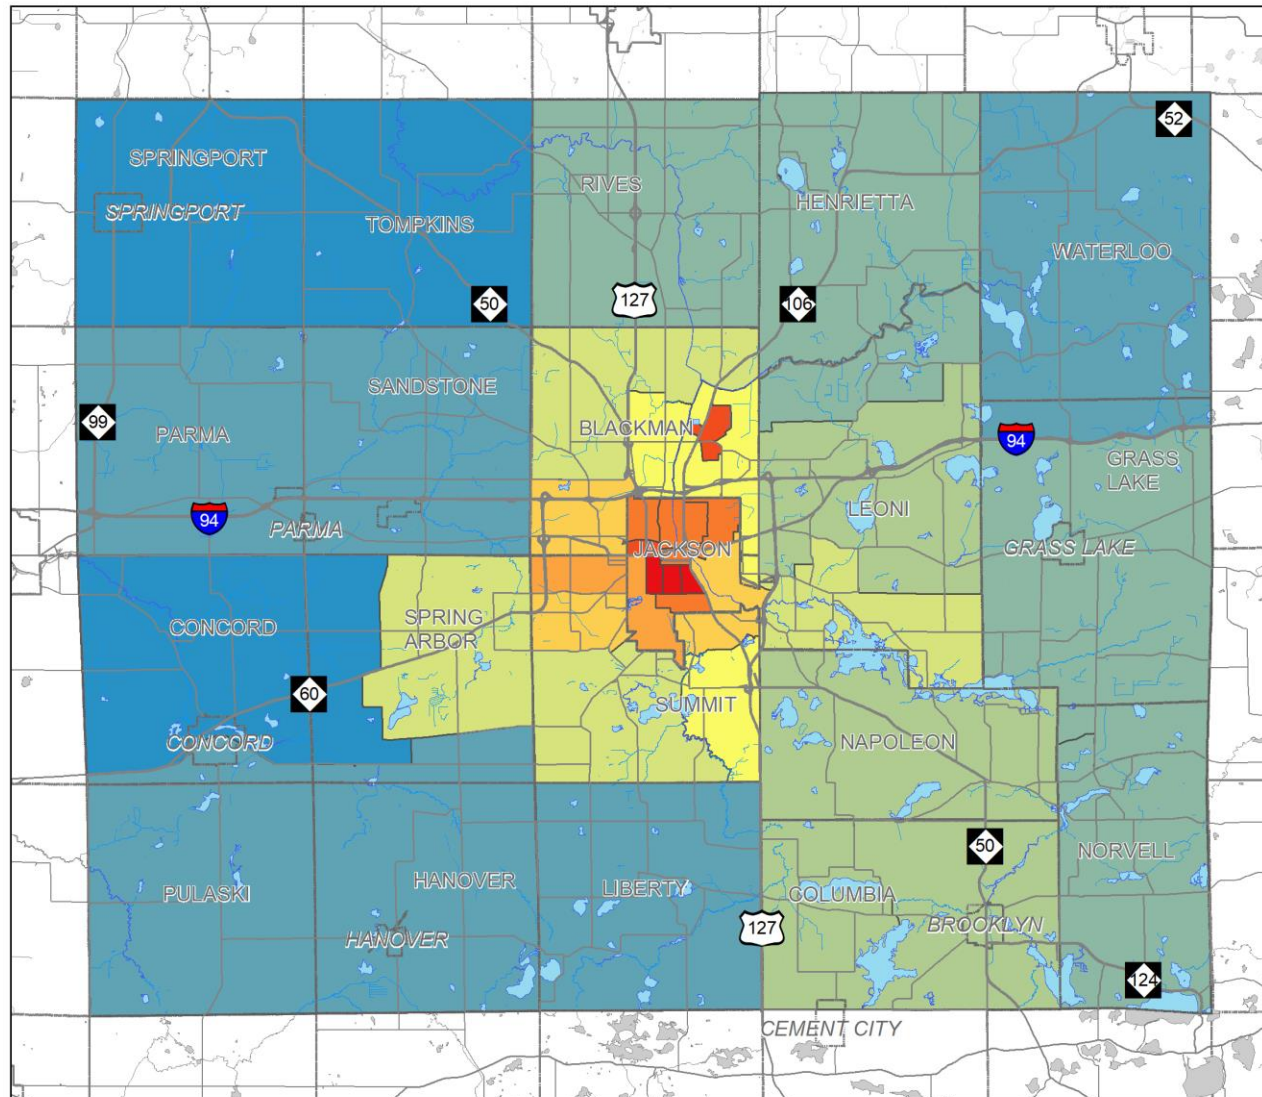 52
SPRINGPORT
RIVES
HENRIETTA
SPRINGPORT
TOMPKINS
WATERLOO
50
127
106
SANDSTONE
99
PARMA
BLACKMAN
94
GRASS
LAKE
LEONI
94
PARMA
JACKSON
GRASS LAKE
CONCORD
SPRING
ARBOR
60
SUMMIT
CONCORD
NAPOLEON
50
NORVELL
PULASKI
HANOVER
LIBERTY
COLUMBIA
HANOVER
127
BROOKLYN
124
CEMENT CITY